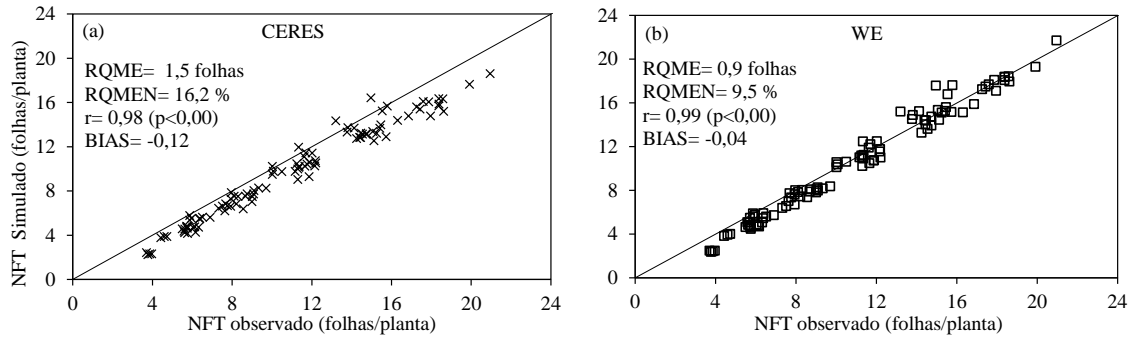 (a)
CERES
RQME= 1,5 folhas
RQMEN= 16,2 %
r= 0,98 (p<0,00)
BIAS= -0,12
NFT Simulado (folhas/planta)
24
20
16
12
8
4
0
0 4 8 12 16 20 24
NFT observado (folhas/planta)
(b)
WE
RQME= 0,9 folhas
RQMEN= 9,5 %
r= 0,99 (p<0,00)
BIAS= -0,04
24
20
16
12
8
4
0
0 4 8 12 16 20 24
NFT observado (folhas/planta)